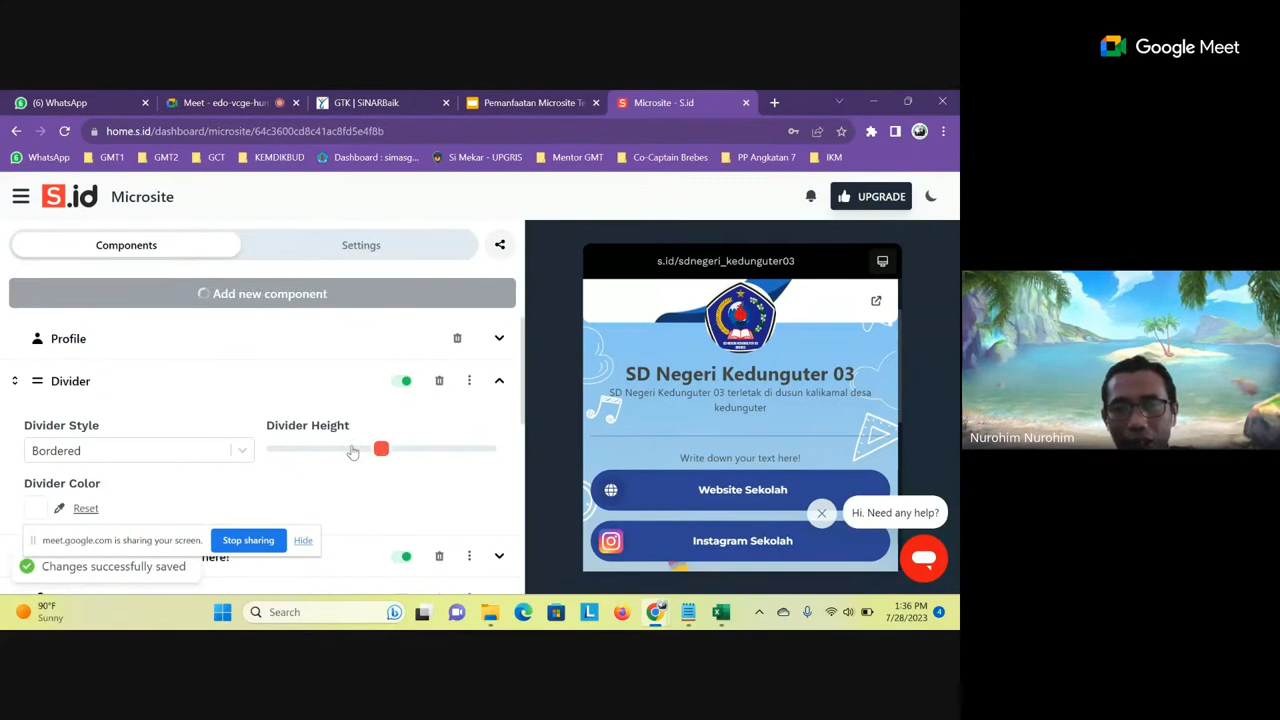 Google Meet
(6) WhatsApp
Meet - edo-vcge-hun
GTK | SINARBaik
Pemanfaatan Microsite Te
Microsite - S.id
home.s.id/dashboard/microsite/64c3600cd8c41ac8fd5e4f8b
WhatsApp
GMT1
GMT2
GCT
KEMDIKBUD
Dashboard : simasg...
Si Mekar - UPGRIS
Mentor GMT
Co-Captain Brebes
PP Angkatan 7
IKM
S.id
Microsite
UPGRADE
Components
Settings
Add new component
Profile
Divider
Divider Style
Divider Height
Bordered
Divider Color
Reset
meet.google.com is sharing your screen.
Stop sharing
Hide
here!
Changes successfully saved
s.id/sdnegeri_kedunguter03
SD Negeri Kedunguter 03
SD Negeri Kedunguter 03 terletak di dusun kalikamal desa
kedunguter
Write down your text here!
Website Sekolah
Hi. Need any help?
Instagram Sekolah
Nurohim Nurohim
90°F
Sunny
Search
1:36 PM
7/28/2023
4